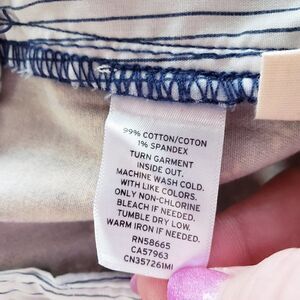 99% COTTON/COTON
1% SPANDEX
TURN GARMENT
INSIDE OUT.
MACHINE WASH COLD.
WITH LIKE COLORS.
ONLY NON-CHLORINE
BLEACH IF NEEDED.
TUMBLE DRY LOW.
WARM IRON IF NEEDED.
RN58665
CA57963
CN357261MI